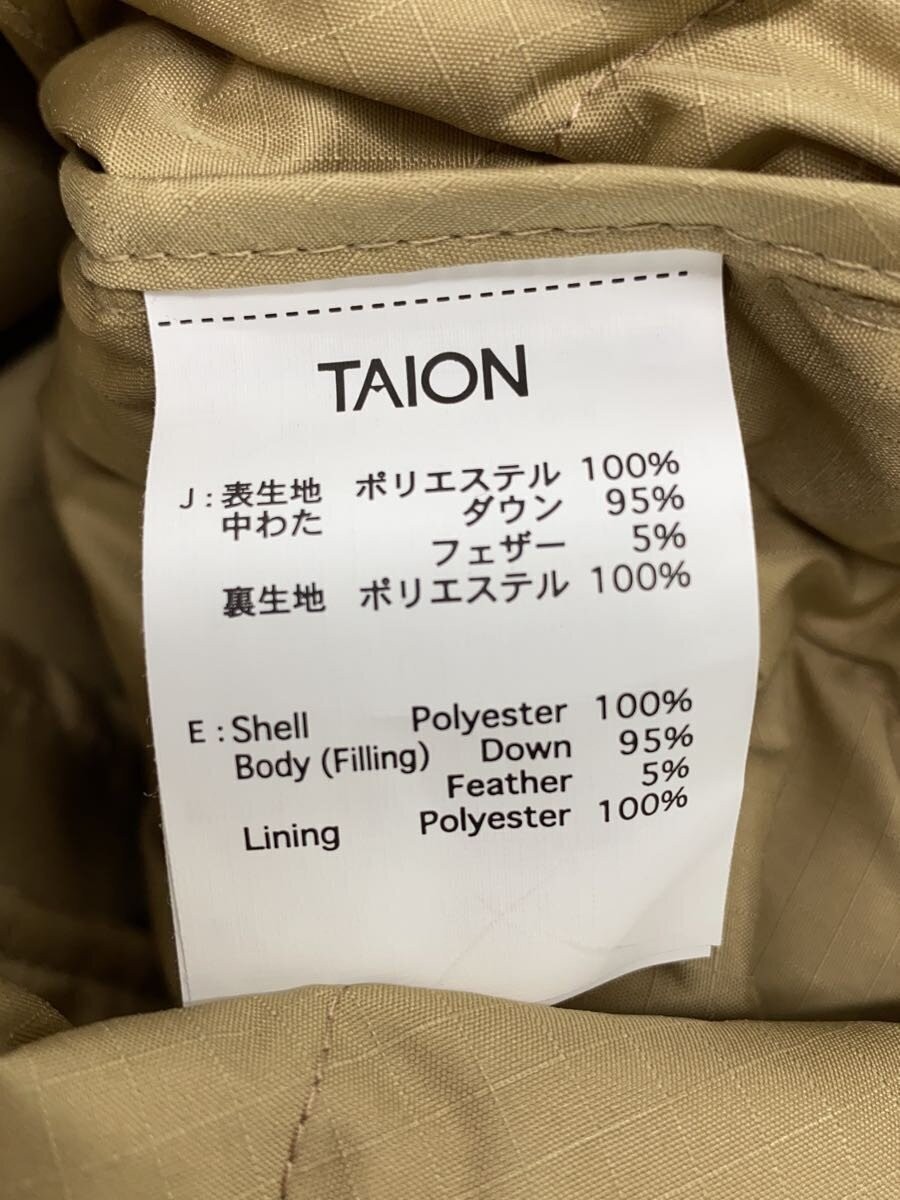 TAION
J : 表生地 ポリエステル 100%
中わた ダウン 95%
フェザー 5%
裏生地 ポリエステル 100%
E : Shell Polyester 100%
Body (Filling) Down 95%
Feather 5%
Lining Polyester 100%